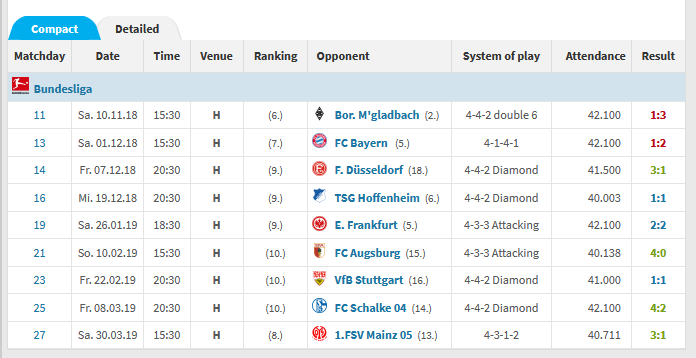 Compact Detailed
Matchday Date Time Venue Ranking Opponent System of play Attendance Result
Bundesliga
11 Sa. 10.11.18 15:30 H (6.) Bor. M'gladbach (2.) 4-4-2 double 6 42.100 1:3
13 Sa. 01.12.18 15:30 H (7.) FC Bayern (5.) 4-1-4-1 42.100 1:2
14 Fr. 07.12.18 20:30 H (9.) F. Düsseldorf (18.) 4-4-2 Diamond 41.500 3:1
16 Mi. 19.12.18 20:30 H (9.) TSG Hoffenheim (6.) 4-4-2 Diamond 40.003 1:1
19 Sa. 26.01.19 18:30 H (9.) E. Frankfurt (5.) 4-3-3 Attacking 42.100 2:2
21 So. 10.02.19 15:30 H (10.) FC Augsburg (15.) 4-3-3 Attacking 40.138 4:0
23 Fr. 22.02.19 20:30 H (10.) VfB Stuttgart (16.) 4-4-2 Diamond 41.000 1:1
25 Fr. 08.03.19 20:30 H (10.) FC Schalke 04 (14.) 4-4-2 Diamond 42.100 4:2
27 Sa. 30.03.19 15:30 H (8.) 1.FSV Mainz 05 (13.) 4-3-1-2 40.711 3:1